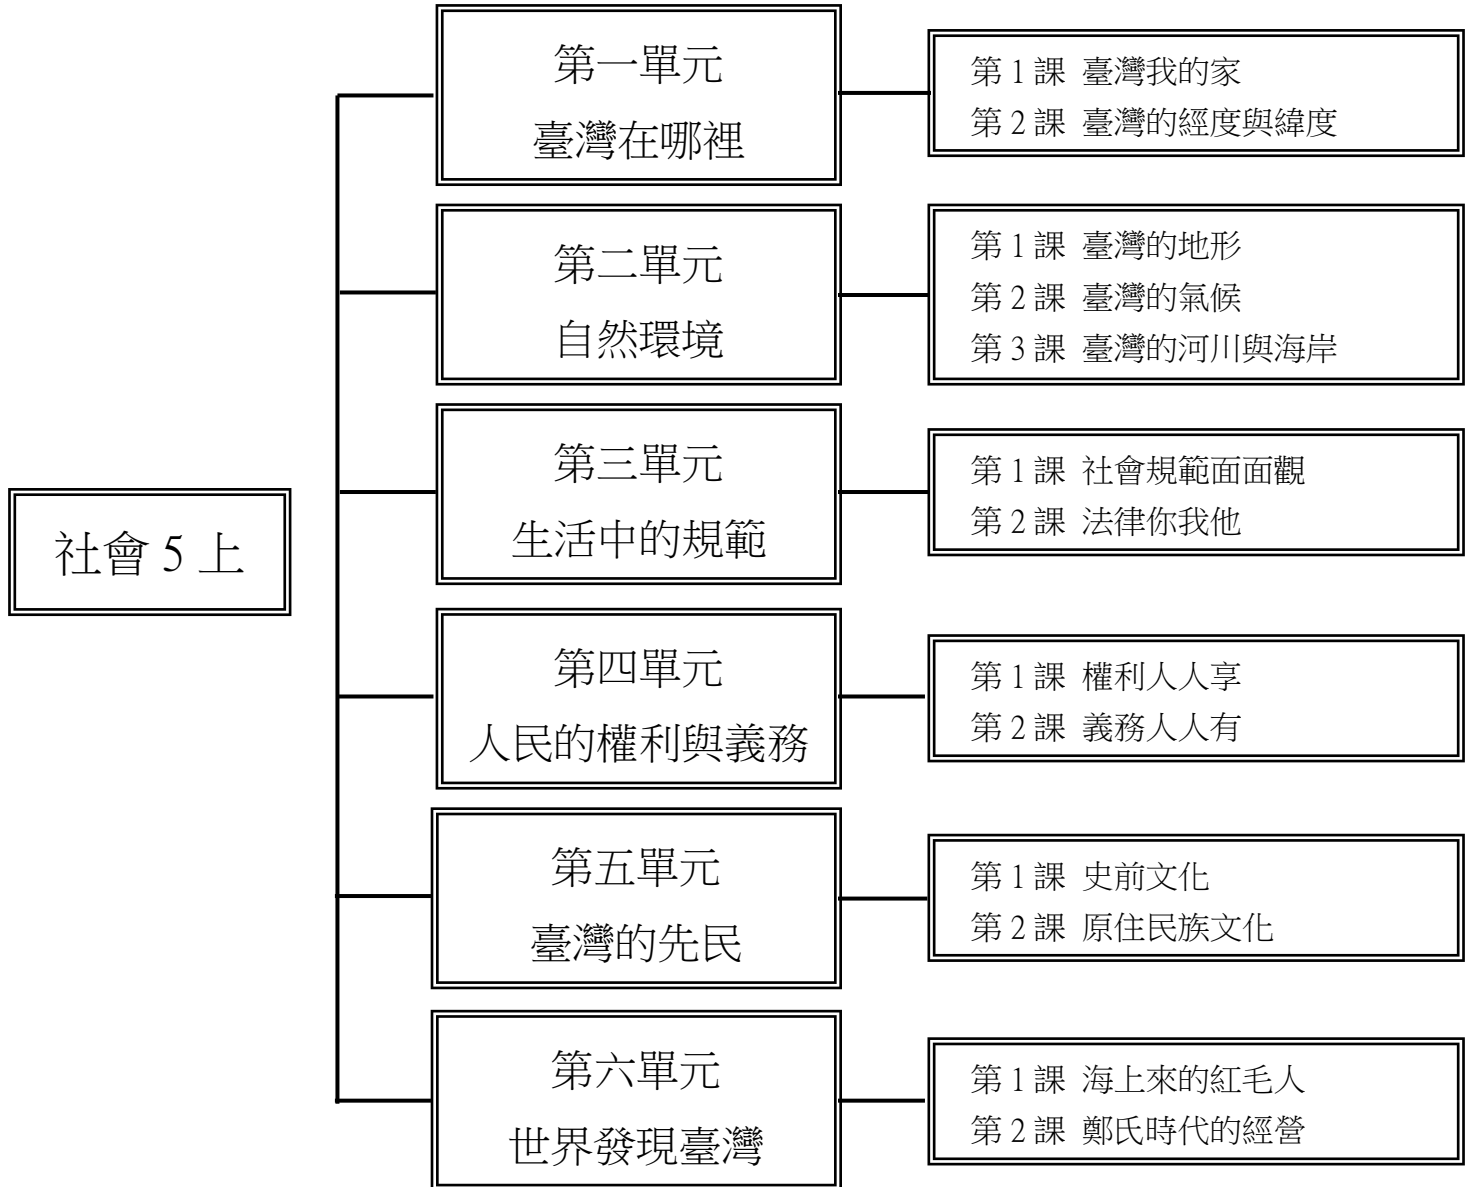 社會 5 上
第一單元
臺灣在哪裡
第 1 課 臺灣我的家
第 2 課 臺灣的經度與緯度
第二單元
自然環境
第 1 課 臺灣的地形
第 2 課 臺灣的氣候
第 3 課 臺灣的河川與海岸
第三單元
生活中的規範
第 1 課 社會規範面面觀
第 2 課 法律你我他
第四單元
人民的權利與義務
第 1 課 權利人人享
第 2 課 義務人人有
第五單元
臺灣的先民
第 1 課 史前文化
第 2 課 原住民族文化
第六單元
世界發現臺灣
第 1 課 海上來的紅毛人
第 2 課 鄭氏時代的經營